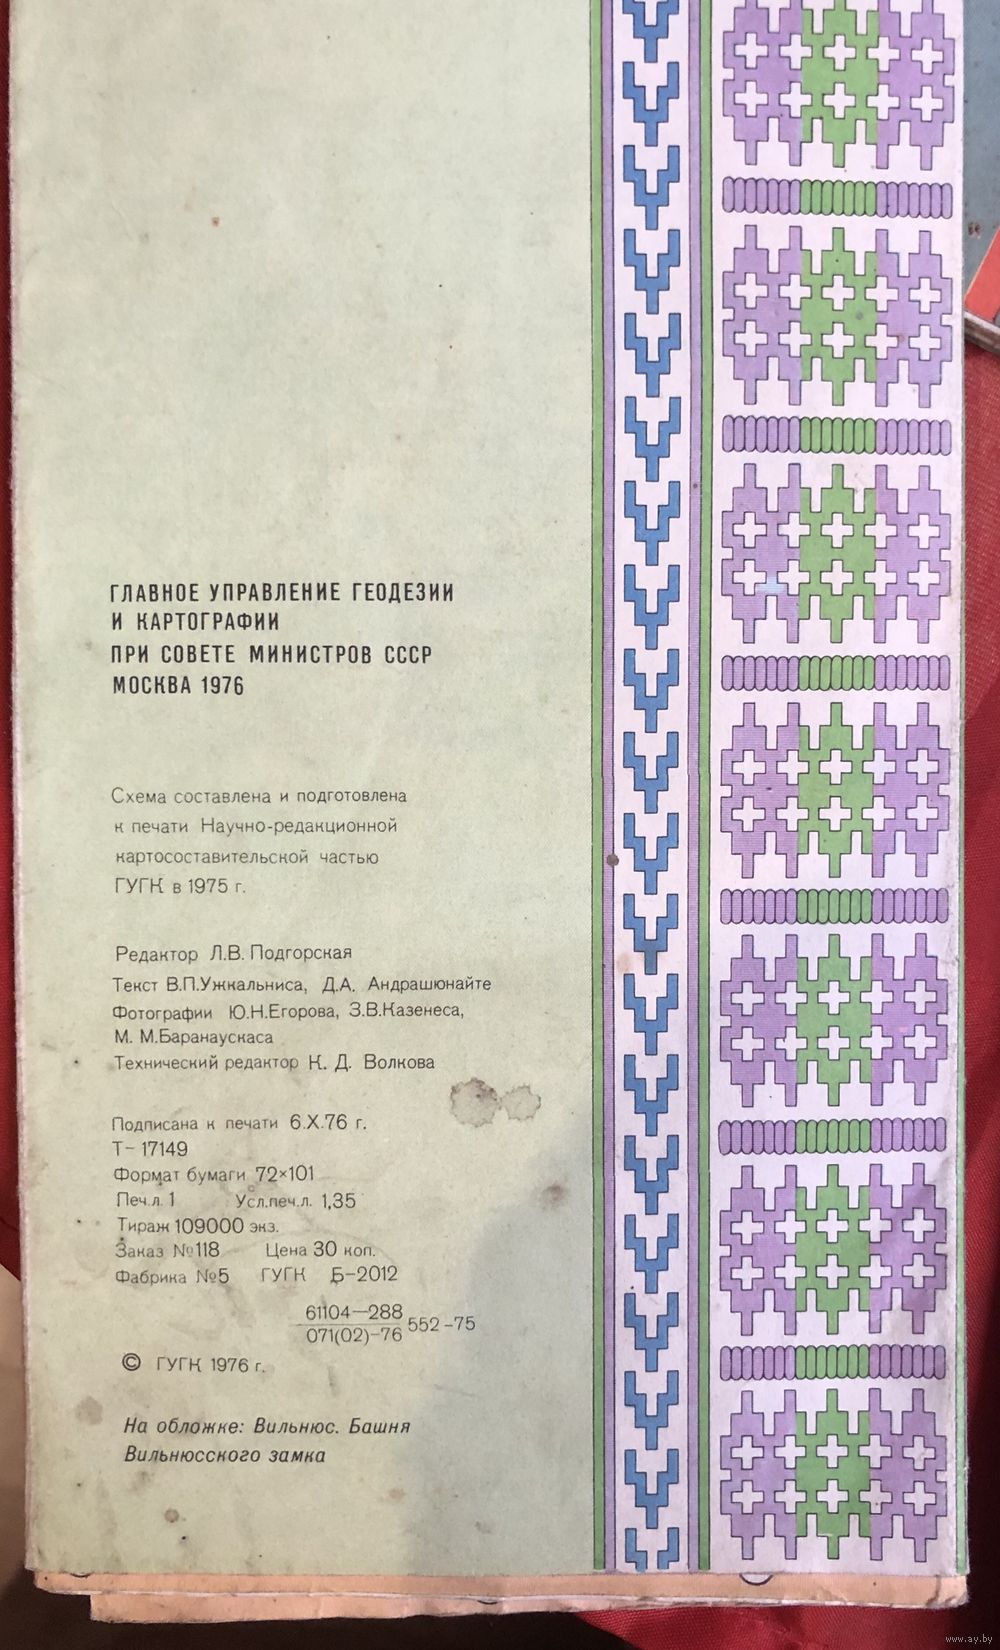 ГЛАВНОЕ УПРАВЛЕНИЕ ГЕОДЕЗИИ
И КАРТОГРАФИИ
ПРИ СОВЕТЕ МИНИСТРОВ СССР
МОСКВА 1976
Схема составлена и подготовлена
к печати Научно-редакционной
картосоставительской частью
ГУГК в 1975 г.
Редактор Л.В. Подгорская
Текст В.П.Ужкальниса, Д.А. Андрашюнайте
Фотографии Ю.Н.Егорова, З.В.Казенеса,
М. М.Баранаускаса
Технический редактор К. Д. Волкова
Подписана к печати 6.X.76 г.
Т-17149
Формат бумаги 72×101
Печ.л. 1 Усл.печ.л. 1,35
Тираж 109000 экз.
Заказ №118 Цена 30 коп.
Фабрика №5 ГУГК Б-2012
61104—288
071(02)-76 552-75
© ГУГК 1976 г.
На обложке: Вильнюс. Башня
Вильнюсского замка
www.ay.by